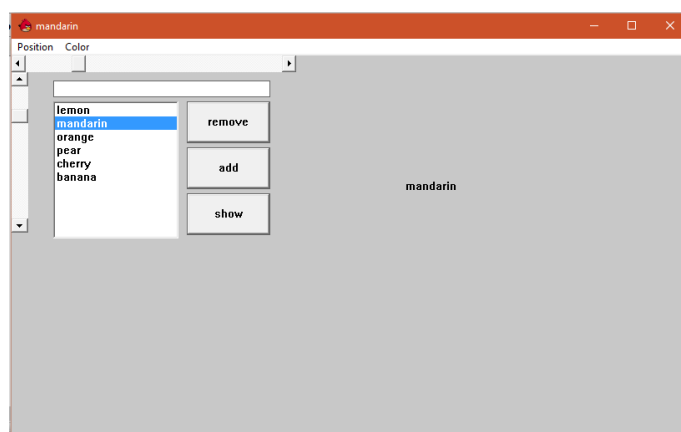 mandarin
Position Color
lemon
mandarin
orange
pear
cherry
banana
remove
add
show
mandarin